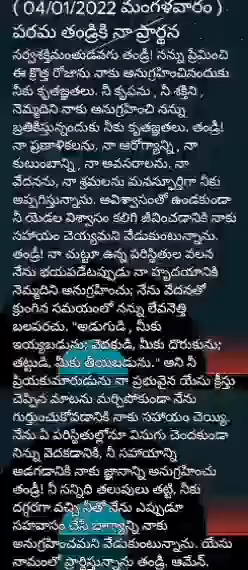 ( 04/01/2022 మంగళవారం )
పరమ తండ్రికి నా ప్రార్థన
సర్వశక్తిమంతుడవగు తండ్రీ! నన్ను ప్రేమించి
ఈ క్రొత్త రోజును నాకు అనుగ్రహించినందుకు
నీకు కృతజ్ఞతలు. నీ కృపను , నీ శక్తిని ,
నెమ్మదిని నాకు అనుగ్రహించి నన్ను
బ్రతికిస్తున్నందుకు నీకు కృతజ్ఞతలు. తండ్రీ!
నా ప్రణాళికలను, నా ఆరోగ్యాన్ని , నా
కుటుంబాన్ని , నా అవసరాలను. నా
వేదనను, నా శ్రమలను మనస్ఫూర్తిగా నీకు
అప్పగిస్తున్నాను. అవిశ్వాసంతో ఉండకుండా
నీ యెడల విశ్వాసం కలిగి జీవించడానికి నాకు
సహాయం చెయ్యమని వేడుకుంటున్నాను.
తండ్రీ! నా చుట్టూ ఉన్న పరిస్థితుల వలన
నేను భయపడేటప్పుడు నా హృదయానికి
నెమ్మదిని అనుగ్రహించు; నేను వేదనతో
క్రుంగిన సమయంలో నన్ను లేవనెత్తి
బలపరచు. "అడుగుడి , మీకు
ఇయ్యబడును; వెదకుడి, మీకు దొరుకును;
తట్టుడి, మీకు తీయబడును." అని నీ
ప్రియకుమారుడును నా ప్రభువైన యేసు క్రీస్తు
చెప్పిన మాటను మర్చిపోకుండా నేను
గుర్తుంచుకోవడానికి నాకు సహాయం చెయ్యి.
నేను ఏ పరిస్థితుల్లోనూ విసుగు చెందకుండా
నిన్ను వెదకడానికి, నీ సహాయాన్ని
అడగడానికి నాకు జ్ఞానాన్ని అనుగ్రహించు
తండ్రీ! నీ సన్నిధి తలుపులు తట్టి, నీకు
దగ్గరగా వచ్చి నీతో నేను ఎప్పుడూ
సహవాసం చేసే భాగ్యాన్ని నాకు
అనుగ్రహించమని వేడుకుంటున్నాను. యేసు
నామంలో ప్రార్థిస్తున్నాను తండ్రి. ఆమేన్.